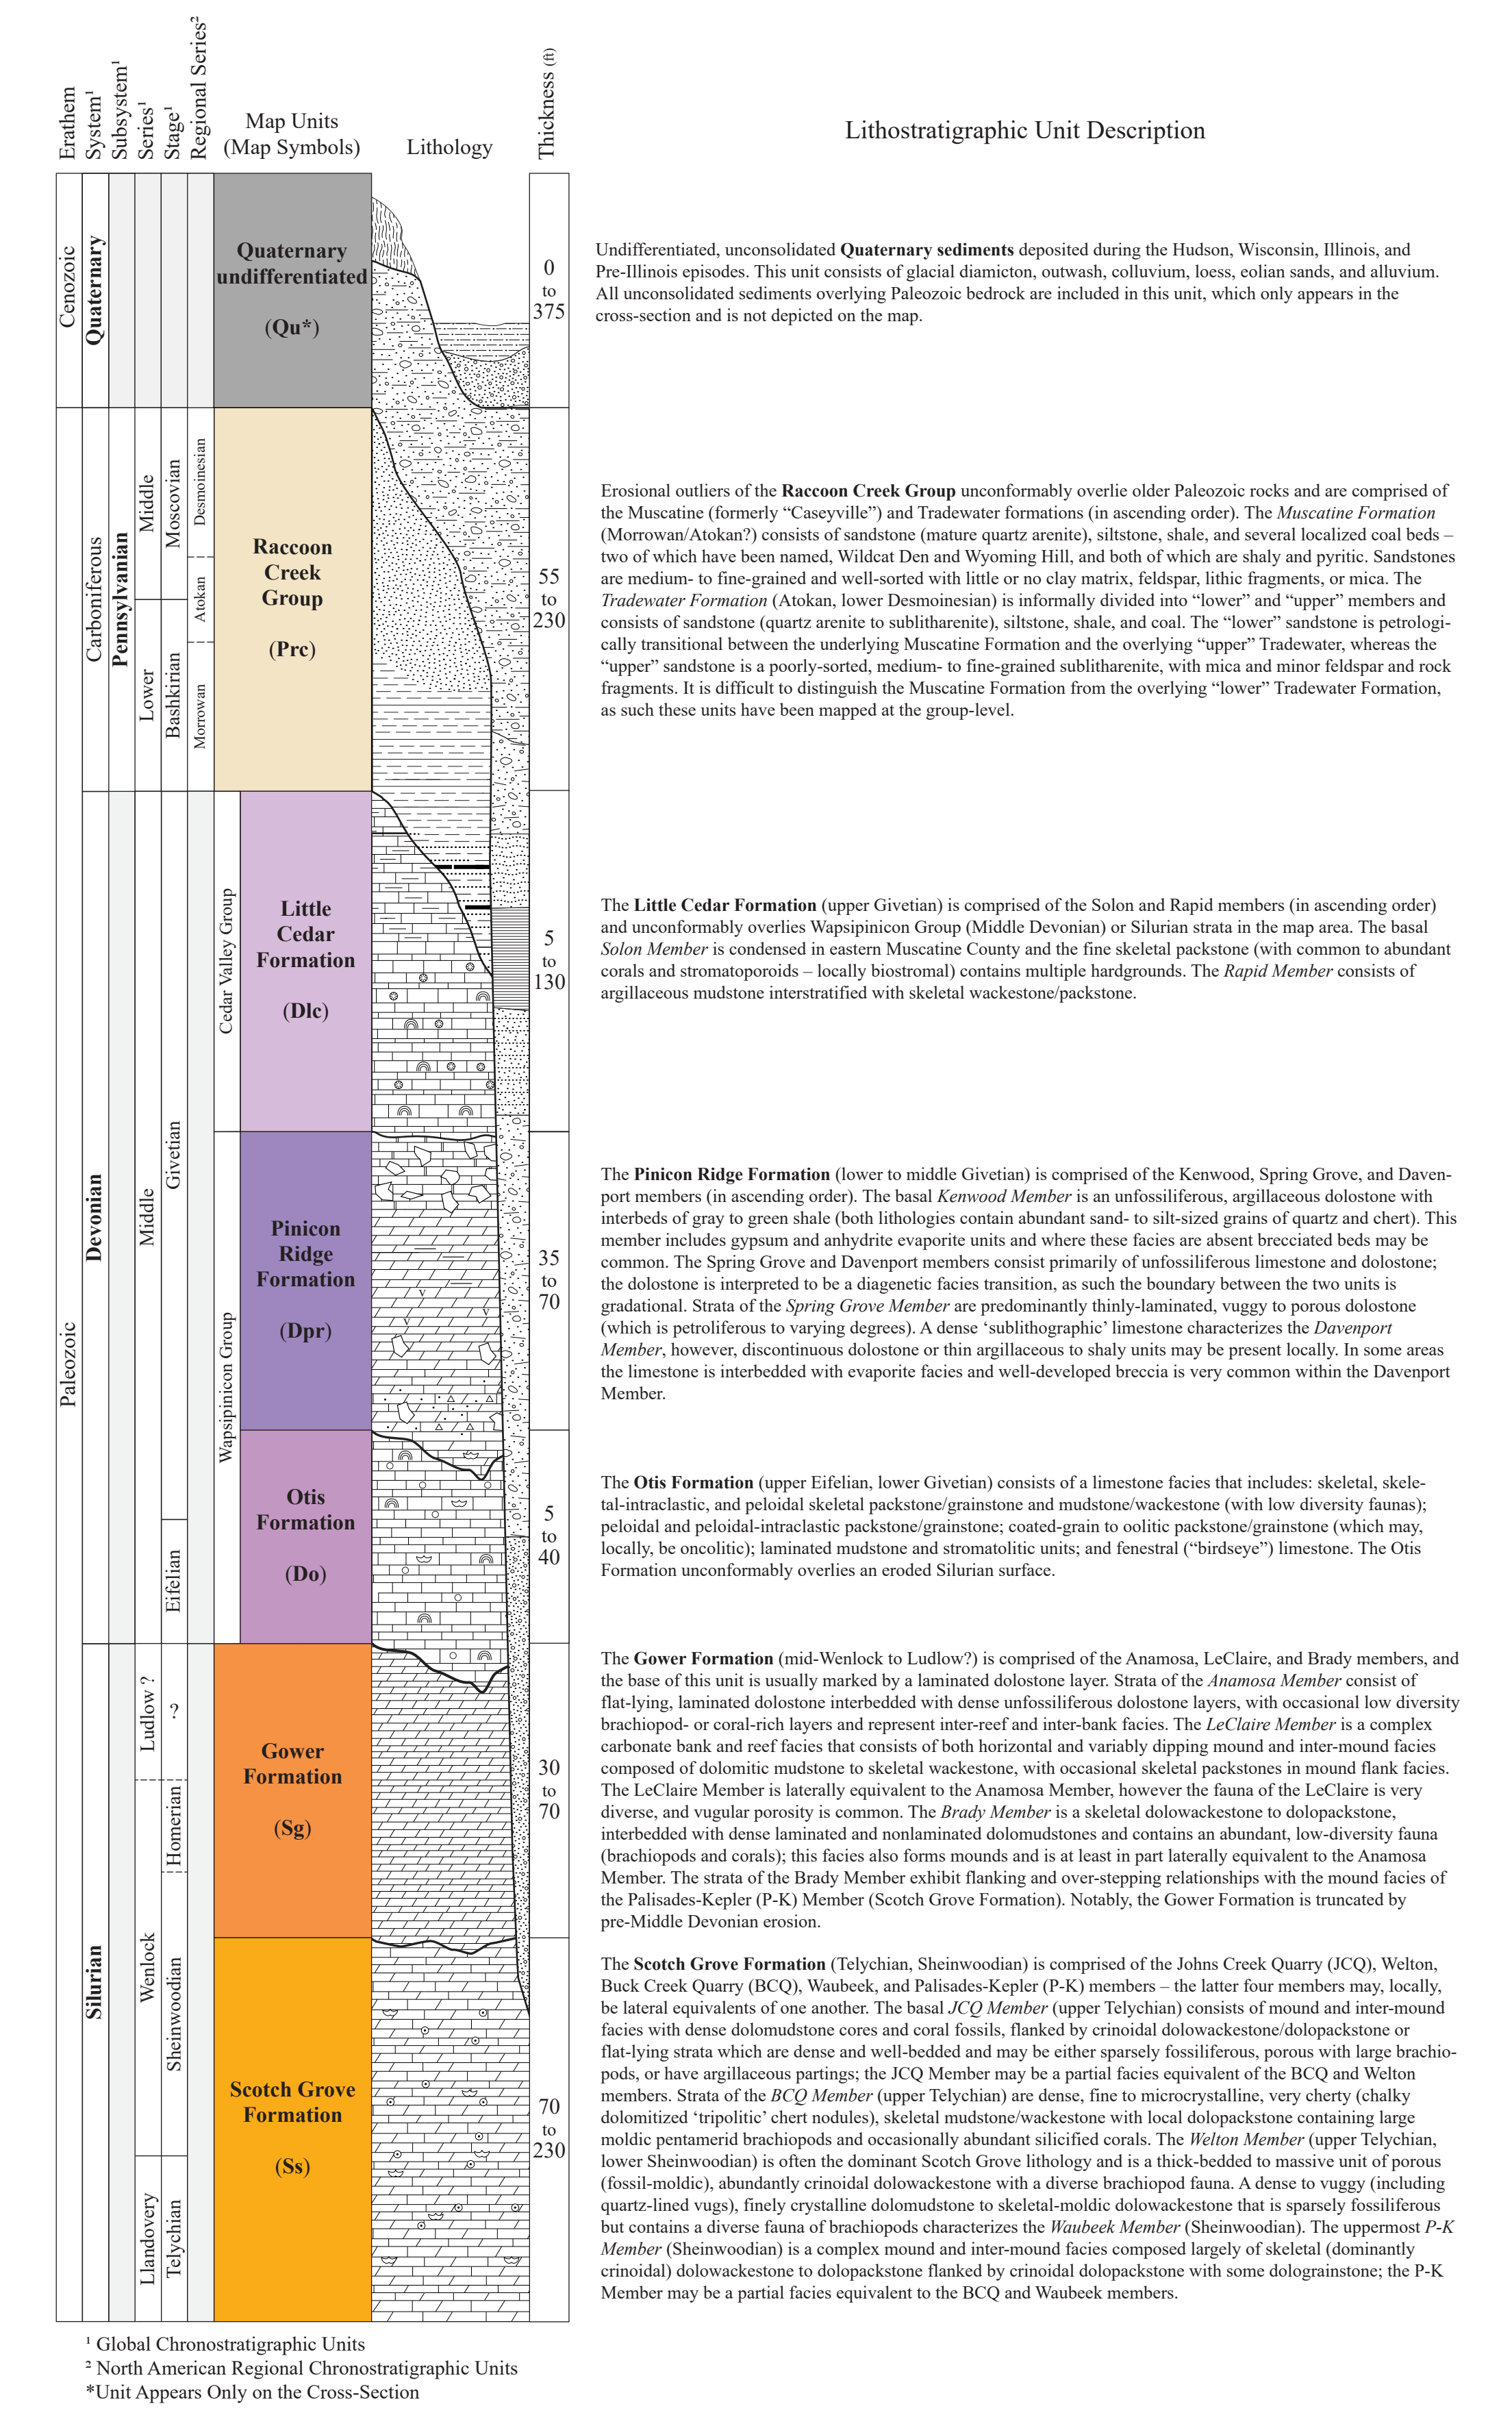 Erathem
System¹
Subsystem¹
Series¹
Stage¹
Regional Series²
Map Units
(Map Symbols)
Lithology
Thickness (ft)
Lithostratigraphic Unit Description
Cenozoic
Quaternary
Quaternary
undifferentiated
(Qu*)
0
to
375
Undifferentiated, unconsolidated Quaternary sediments deposited during the Hudson, Wisconsin, Illinois, and
Pre-Illinois episodes. This unit consists of glacial diamicton, outwash, colluvium, loess, eolian sands, and alluvium.
All unconsolidated sediments overlying Paleozoic bedrock are included in this unit, which only appears in the
cross-section and is not depicted on the map.
Paleozoic
Carboniferous
Pennsylvanian
Middle
Lower
Moscovian
Bashkirian
Desmoinesian
Atokan
Morrowan
Raccoon
Creek
Group
(Prc)
55
to
230
Erosional outliers of the Raccoon Creek Group unconformably overlie older Paleozoic rocks and are comprised of
the Muscatine (formerly “Caseyville”) and Tradewater formations (in ascending order). The Muscatine Formation
(Morrowan/Atokan?) consists of sandstone (mature quartz arenite), siltstone, shale, and several localized coal beds –
two of which have been named, Wildcat Den and Wyoming Hill, and both of which are shaly and pyritic. Sandstones
are medium- to fine-grained and well-sorted with little or no clay matrix, feldspar, lithic fragments, or mica. The
Tradewater Formation (Atokan, lower Desmoinesian) is informally divided into “lower” and “upper” members and
consists of sandstone (quartz arenite to sublitharenite), siltstone, shale, and coal. The “lower” sandstone is petrologi-
cally transitional between the underlying Muscatine Formation and the overlying “upper” Tradewater, whereas the
“upper” sandstone is a poorly-sorted, medium- to fine-grained sublitharenite, with mica and minor feldspar and rock
fragments. It is difficult to distinguish the Muscatine Formation from the overlying “lower” Tradewater Formation,
as such these units have been mapped at the group-level.
Devonian
Middle
Givetian
Eifelian
Cedar Valley Group
Little
Cedar
Formation
(Dlc)
5
to
130
The Little Cedar Formation (upper Givetian) is comprised of the Solon and Rapid members (in ascending order)
and unconformably overlies Wapsipinicon Group (Middle Devonian) or Silurian strata in the map area. The basal
Solon Member is condensed in eastern Muscatine County and the fine skeletal packstone (with common to abundant
corals and stromatoporoids – locally biostromal) contains multiple hardgrounds. The Rapid Member consists of
argillaceous mudstone interstratified with skeletal wackestone/packstone.
Wapsipinicon Group
Pinicon
Ridge
Formation
(Dpr)
35
to
70
The Pinicon Ridge Formation (lower to middle Givetian) is comprised of the Kenwood, Spring Grove, and Daven-
port members (in ascending order). The basal Kenwood Member is an unfossiliferous, argillaceous dolostone with
interbeds of gray to green shale (both lithologies contain abundant sand- to silt-sized grains of quartz and chert). This
member includes gypsum and anhydrite evaporite units and where these facies are absent brecciated beds may be
common. The Spring Grove and Davenport members consist primarily of unfossiliferous limestone and dolostone;
the dolostone is interpreted to be a diagenetic facies transition, as such the boundary between the two units is
gradational. Strata of the Spring Grove Member are predominantly thinly-laminated, vuggy to porous dolostone
(which is petroliferous to varying degrees). A dense ‘sublithographic’ limestone characterizes the Davenport
Member, however, discontinuous dolostone or thin argillaceous to shaly units may be present locally. In some areas
the limestone is interbedded with evaporite facies and well-developed breccia is very common within the Davenport
Member.
Otis
Formation
(Do)
5
to
40
The Otis Formation (upper Eifelian, lower Givetian) consists of a limestone facies that includes: skeletal, skele-
tal-intraclastic, and peloidal skeletal packstone/grainstone and mudstone/wackestone (with low diversity faunas);
peloidal and peloidal-intraclastic packstone/grainstone; coated-grain to oolitic packstone/grainstone (which may,
locally, be oncolitic); laminated mudstone and stromatolitic units; and fenestral (“birdseye”) limestone. The Otis
Formation unconformably overlies an eroded Silurian surface.
Silurian
Ludlow ?
Wenlock
Llandovery
?
Homerian
Sheinwoodian
Telychian
Gower
Formation
(Sg)
30
to
70
The Gower Formation (mid-Wenlock to Ludlow?) is comprised of the Anamosa, LeClaire, and Brady members, and
the base of this unit is usually marked by a laminated dolostone layer. Strata of the Anamosa Member consist of
flat-lying, laminated dolostone interbedded with dense unfossiliferous dolostone layers, with occasional low diversity
brachiopod- or coral-rich layers and represent inter-reef and inter-bank facies. The LeClaire Member is a complex
carbonate bank and reef facies that consists of both horizontal and variably dipping mound and inter-mound facies
composed of dolomitic mudstone to skeletal wackestone, with occasional skeletal packstones in mound flank facies.
The LeClaire Member is laterally equivalent to the Anamosa Member, however the fauna of the LeClaire is very
diverse, and vugular porosity is common. The Brady Member is a skeletal dolowackestone to dolopackstone,
interbedded with dense laminated and nonlaminated dolomudstones and contains an abundant, low-diversity fauna
(brachiopods and corals); this facies also forms mounds and is at least in part laterally equivalent to the Anamosa
Member. The strata of the Brady Member exhibit flanking and over-stepping relationships with the mound facies of
the Palisades-Kepler (P-K) Member (Scotch Grove Formation). Notably, the Gower Formation is truncated by
pre-Middle Devonian erosion.
Scotch Grove
Formation
(Ss)
70
to
230
The Scotch Grove Formation (Telychian, Sheinwoodian) is comprised of the Johns Creek Quarry (JCQ), Welton,
Buck Creek Quarry (BCQ), Waubeek, and Palisades-Kepler (P-K) members – the latter four members may, locally,
be lateral equivalents of one another. The basal JCQ Member (upper Telychian) consists of mound and inter-mound
facies with dense dolomudstone cores and coral fossils, flanked by crinoidal dolowackestone/dolopackstone or
flat-lying strata which are dense and well-bedded and may be either sparsely fossiliferous, porous with large brachio-
pods, or have argillaceous partings; the JCQ Member may be a partial facies equivalent of the BCQ and Welton
members. Strata of the BCQ Member (upper Telychian) are dense, fine to microcrystalline, very cherty (chalky
dolomitized ‘tripolitic’ chert nodules), skeletal mudstone/wackestone with local dolopackstone containing large
moldic pentamerid brachiopods and occasionally abundant silicified corals. The Welton Member (upper Telychian,
lower Sheinwoodian) is often the dominant Scotch Grove lithology and is a thick-bedded to massive unit of porous
(fossil-moldic), abundantly crinoidal dolowackestone with a diverse brachiopod fauna. A dense to vuggy (including
quartz-lined vugs), finely crystalline dolomudstone to skeletal-moldic dolowackestone that is sparsely fossiliferous
but contains a diverse fauna of brachiopods characterizes the Waubeek Member (Sheinwoodian). The uppermost P-K
Member (Sheinwoodian) is a complex mound and inter-mound facies composed largely of skeletal (dominantly
crinoidal) dolowackestone to dolopackstone flanked by crinoidal dolopackstone with some dolograinstone; the P-K
Member may be a partial facies equivalent to the BCQ and Waubeek members.
¹ Global Chronostratigraphic Units
² North American Regional Chronostratigraphic Units
*Unit Appears Only on the Cross-Section